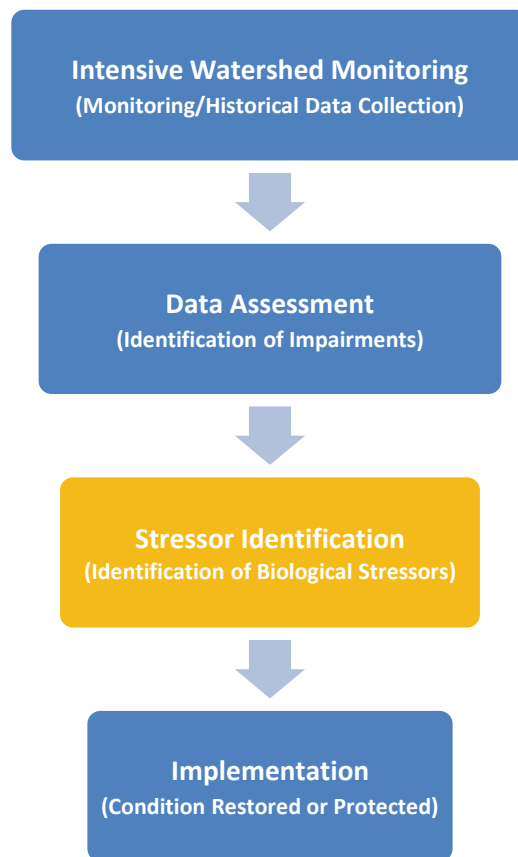 Intensive Watershed Monitoring
(Monitoring/Historical Data Collection)
Data Assessment
(Identification of Impairments)
Stressor Identification
(Identification of Biological Stressors)
Implementation
(Condition Restored or Protected)